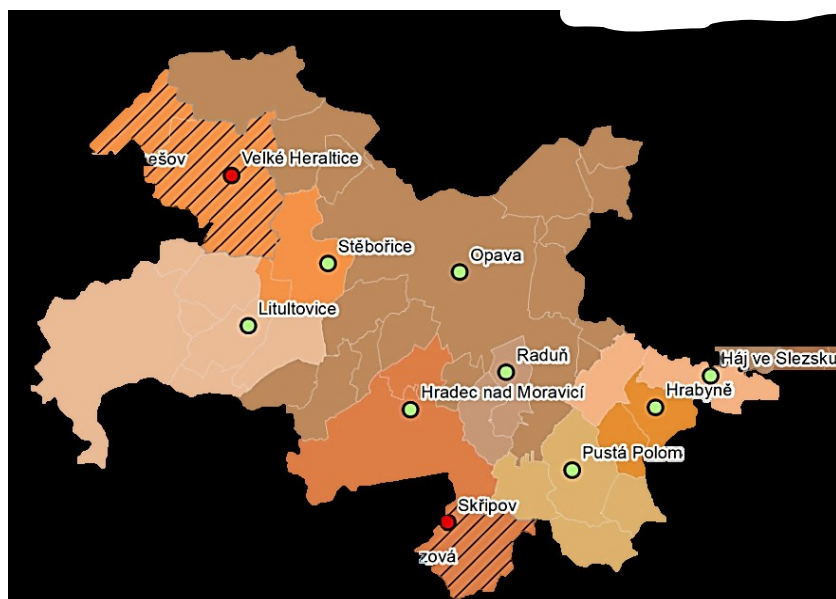 ešov
Velké Heraltice
Stěbořice
Opava
Litultovice
Raduň
Háj ve Slezsku
Hradec nad Moravicí
Hrabyně
Pustá Polom
Skřipov
zová